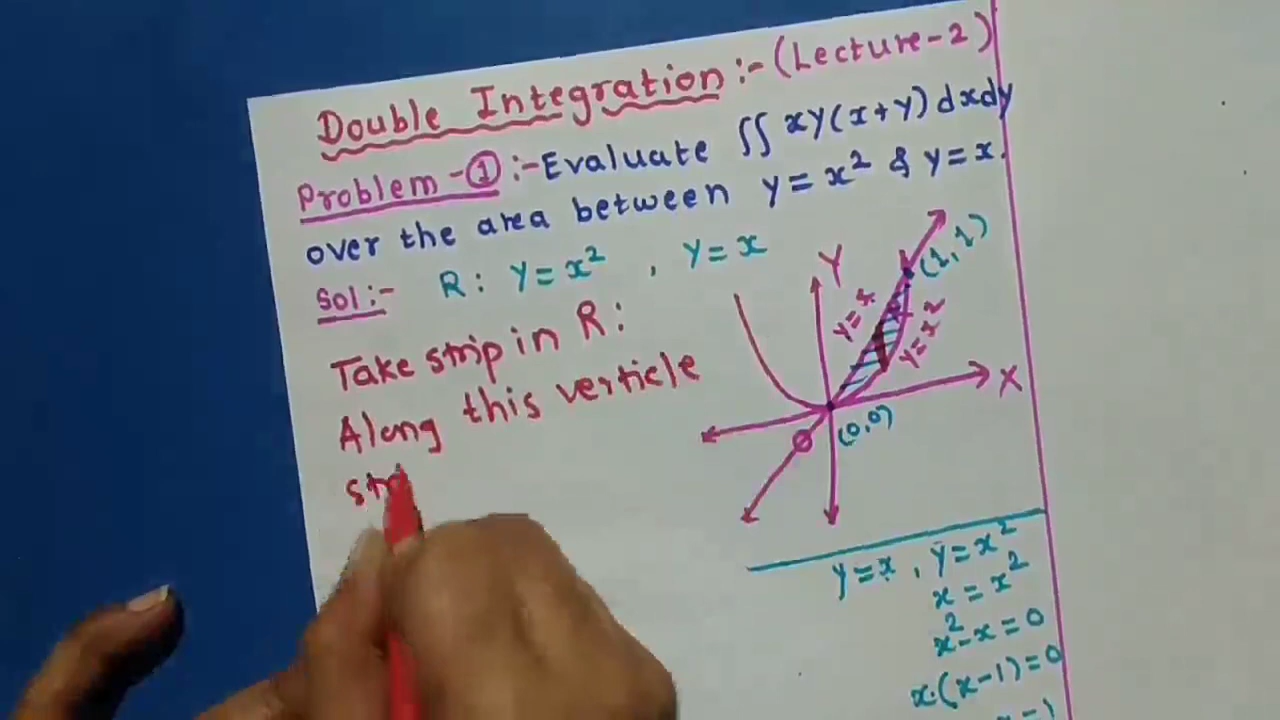 Double Integration :- (Lecture-2)
Problem-① :- Evaluate ∬ xy(x+y) dxdy
over the area between y=x² & y=x.
Sol:- R: y=x² , y=x
Take strip in R:
Along this verticle
Y
X
y=x
y=x²
(1,1)
(0,0)
y=x , y=x²
x=x²
x²-x=0
x.(x-1)=0